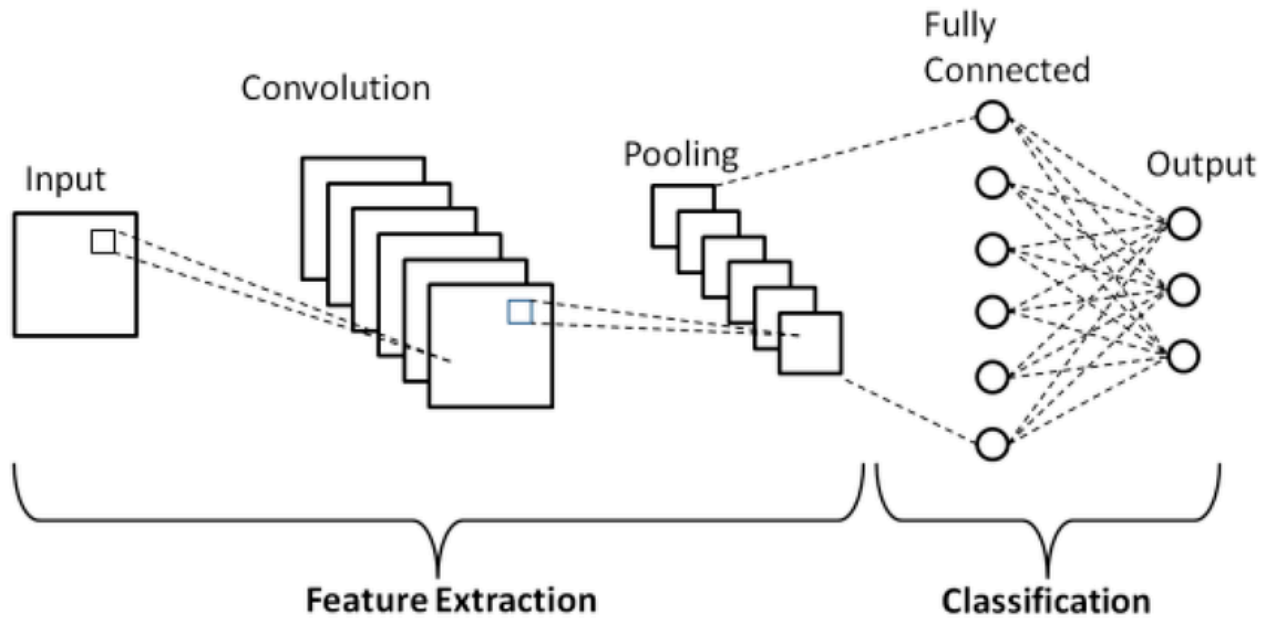 Fully
Connected
Convolution
Pooling
Output
Input
Feature Extraction
Classification